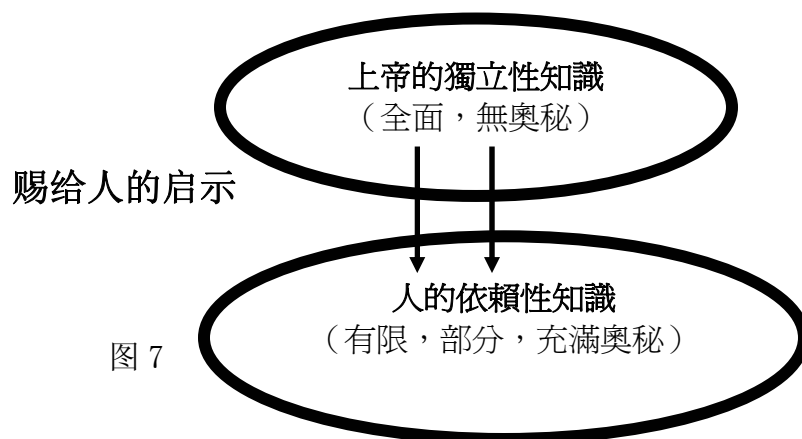 上帝的獨立性知識
（全面，無奧秘）
赐给人的启示
人的依賴性知識
（有限，部分，充滿奧秘）
图 7